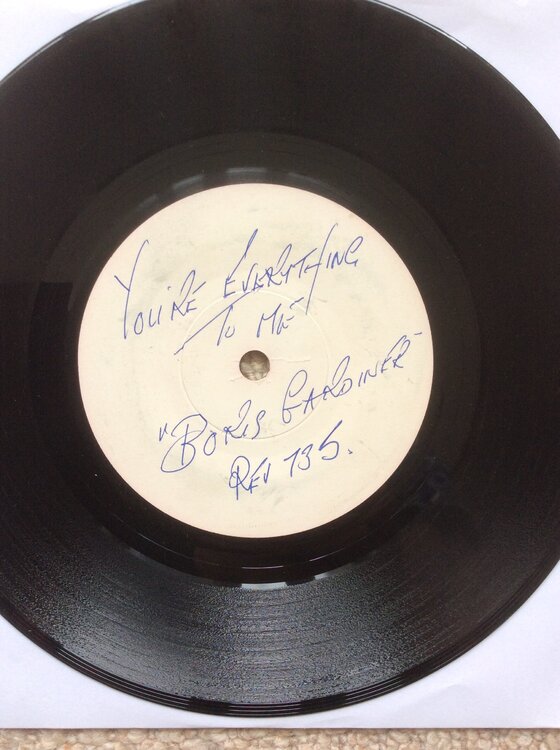 YOU'RE EVERYTHING
TO ME
"BORIS GARDINER"
REV 735.